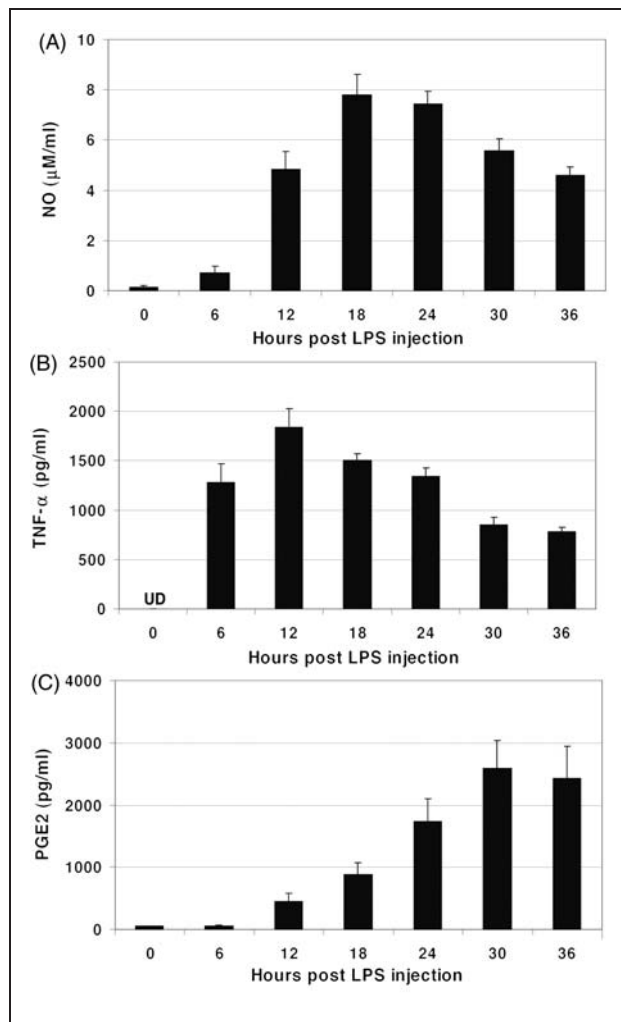 (A)
10
8
6
4
2
0
NO (μM/ml)
0 6 12 18 24 30 36
Hours post LPS injection
(B)
2500
2000
1500
1000
500
0
TNF-α (pg/ml)
UD
0 6 12 18 24 30 36
Hours post LPS injection
(C)
4000
3000
2000
1000
0
PGE2 (pg/ml)
0 6 12 18 24 30 36
Hours post LPS injection